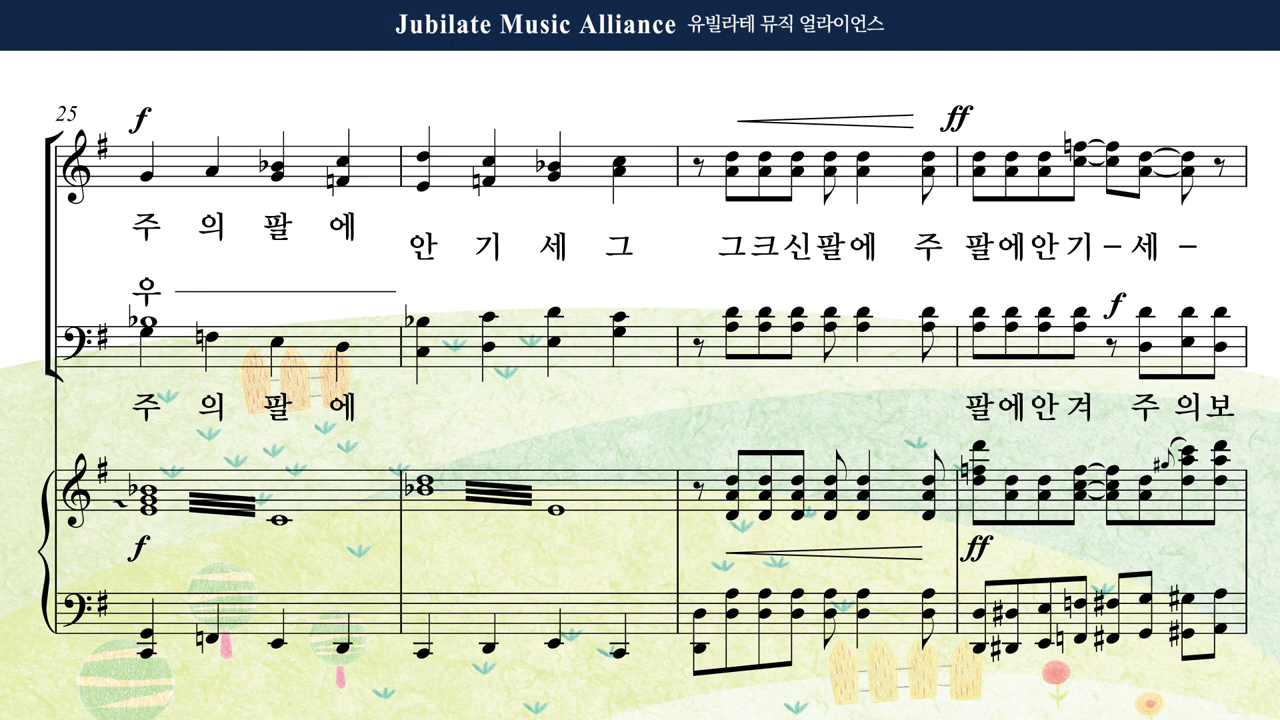 Jubilate Music Alliance 유빌라테 뮤직 얼라이언스
25
f ff
주 의 팔 에 안 기 세 그 그크신팔에 주 팔에안기-세-
우
f
주 의 팔 에 팔에안겨 주 의보
f ff